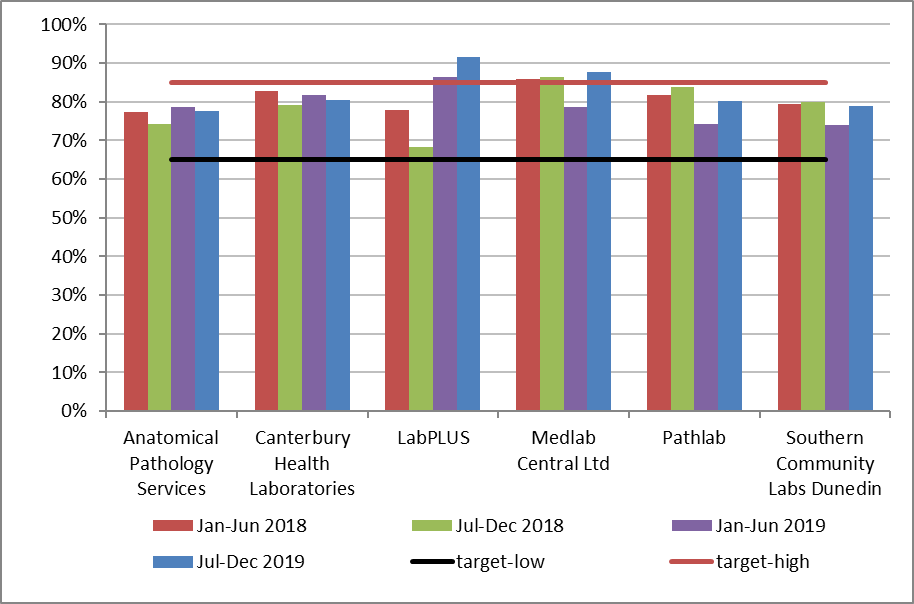 100%
90%
80%
70%
60%
50%
40%
30%
20%
10%
0%
Anatomical
Pathology
Services
Canterbury
Health
Laboratories
LabPLUS
Medlab
Central Ltd
Pathlab
Southern
Community
Labs Dunedin
Jan-Jun 2018
Jul-Dec 2018
Jan-Jun 2019
Jul-Dec 2019
target-low
target-high